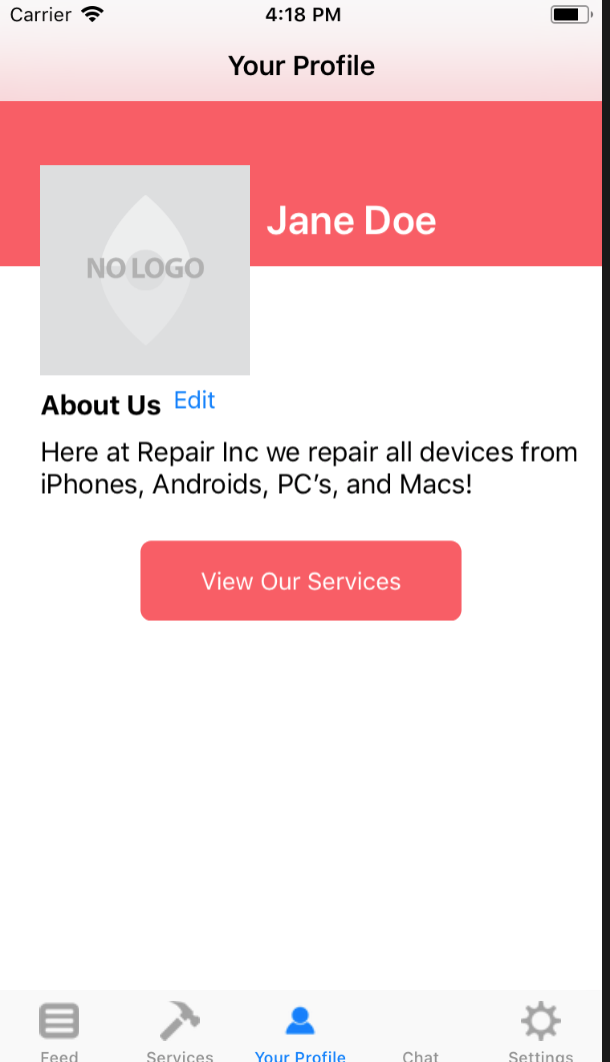 Carrier 4:18 PM
Your Profile
Jane Doe
NO LOGO
About Us Edit
Here at Repair Inc we repair all devices from
iPhones, Androids, PC’s, and Macs!
View Our Services
Feed Services Your Profile Chat Settings